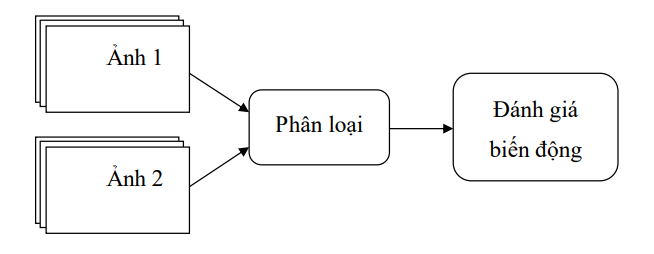 Ảnh 1
Ảnh 2
Phân loại
Đánh giá
biến động